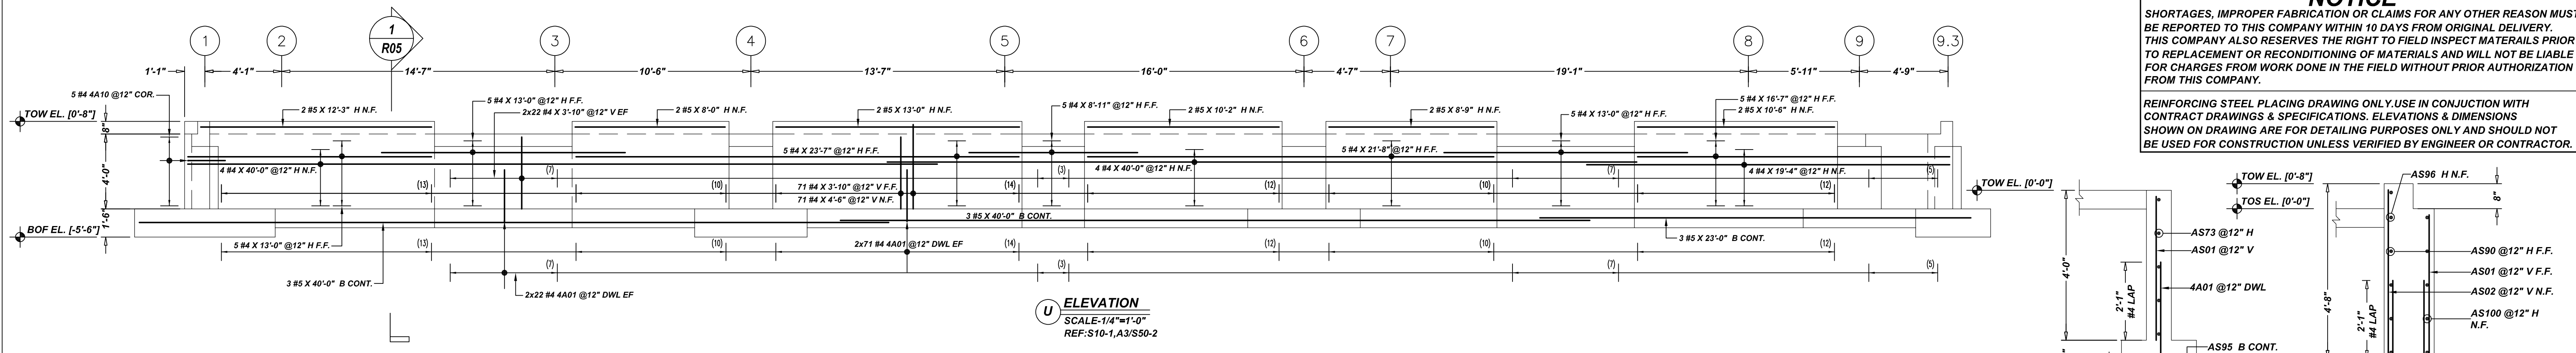 NOTICE
SHORTAGES, IMPROPER FABRICATION OR CLAIMS FOR ANY OTHER REASON MUST
BE REPORTED TO THIS COMPANY WITHIN 10 DAYS FROM ORIGINAL DELIVERY.
THIS COMPANY ALSO RESERVES THE RIGHT TO FIELD INSPECT MATERAILS PRIOR
TO REPLACEMENT OR RECONDITIONING OF MATERIALS AND WILL NOT BE LIABLE
FOR CHARGES FROM WORK DONE IN THE FIELD WITHOUT PRIOR AUTHORIZATION
FROM THIS COMPANY.
REINFORCING STEEL PLACING DRAWING ONLY.USE IN CONJUCTION WITH
CONTRACT DRAWINGS & SPECIFICATIONS. ELEVATIONS & DIMENSIONS
SHOWN ON DRAWING ARE FOR DETAILING PURPOSES ONLY AND SHOULD NOT
BE USED FOR CONSTRUCTION UNLESS VERIFIED BY ENGINEER OR CONTRACTOR.
1
R05
1 2 3 4 5 6 7 8 9 9.3
1'-1" 4'-1" 14'-7" 10'-6" 13'-7" 16'-0" 4'-7" 19'-1" 5'-11" 4'-9"
5 #4 4A10 @12" COR.
5 #4 X 13'-0" @12" H F.F.
5 #4 X 8'-11" @12" H F.F.
5 #4 X 16'-7" @12" H F.F.
2 #5 X 12'-3" H N.F.
2x22 #4 X 3'-10" @12" V EF
2 #5 X 8'-0" H N.F.
2 #5 X 13'-0" H N.F.
2 #5 X 10'-2" H N.F.
2 #5 X 8'-9" H N.F.
5 #4 X 13'-0" @12" H F.F.
2 #5 X 10'-6" H N.F.
TOW EL. [0'-8"]
8"
4'-0"
1'-6"
5 #4 X 23'-7" @12" H F.F.
5 #4 X 21'-8" @12" H F.F.
4 #4 X 40'-0" @12" H N.F.
4 #4 X 40'-0" @12" H N.F.
4 #4 X 19'-4" @12" H N.F.
(7) (3) (7) (5)
(13) (10) (14) (12) (10) (12)
71 #4 X 3'-10" @12" V F.F.
71 #4 X 4'-6" @12" V N.F.
TOW EL. [0'-0"]
3 #5 X 40'-0" B CONT.
BOF EL. [-5'-6"]
5 #4 X 13'-0" @12" H F.F.
2x71 #4 4A01 @12" DWL EF
3 #5 X 23'-0" B CONT.
(13) (10) (14) (12) (10) (12)
(7) (3) (7) (5)
3 #5 X 40'-0" B CONT.
2x22 #4 4A01 @12" DWL EF
U
ELEVATION
SCALE-1/4"=1'-0"
REF:S10-1,A3/S50-2
4'-0"
2'-1"
#4 LAP
AS73 @12" H
AS01 @12" V
4A01 @12" DWL
AS95 B CONT.
TOW EL. [0'-8"]
TOS EL. [0'-0"]
AS96 H N.F.
8"
4'-8"
2'-1"
#4 LAP
AS90 @12" H F.F.
AS01 @12" V F.F.
AS02 @12" V N.F.
AS100 @12" H
N.F.